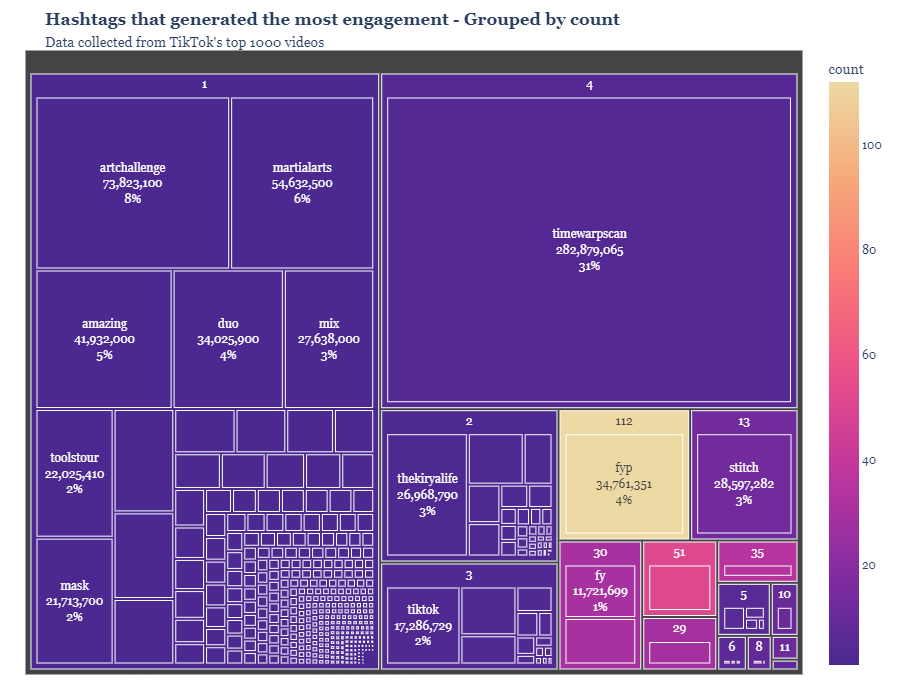 Hashtags that generated the most engagement - Grouped by count
Data collected from TikTok's top 1000 videos
1
artchallenge
73,823,100
8%
martialarts
54,632,500
6%
amazing
41,932,000
5%
duo
34,025,900
4%
mix
27,638,000
3%
toolstour
22,025,410
2%
mask
21,713,700
2%
4
timewarpscan
282,879,065
31%
2
thekiryalife
26,968,790
3%
3
tiktok
17,286,729
2%
112
fyp
34,761,351
4%
13
stitch
28,597,282
3%
30
fy
11,721,699
1%
51
29
35
5
10
6
8
11
count
100
80
60
40
20